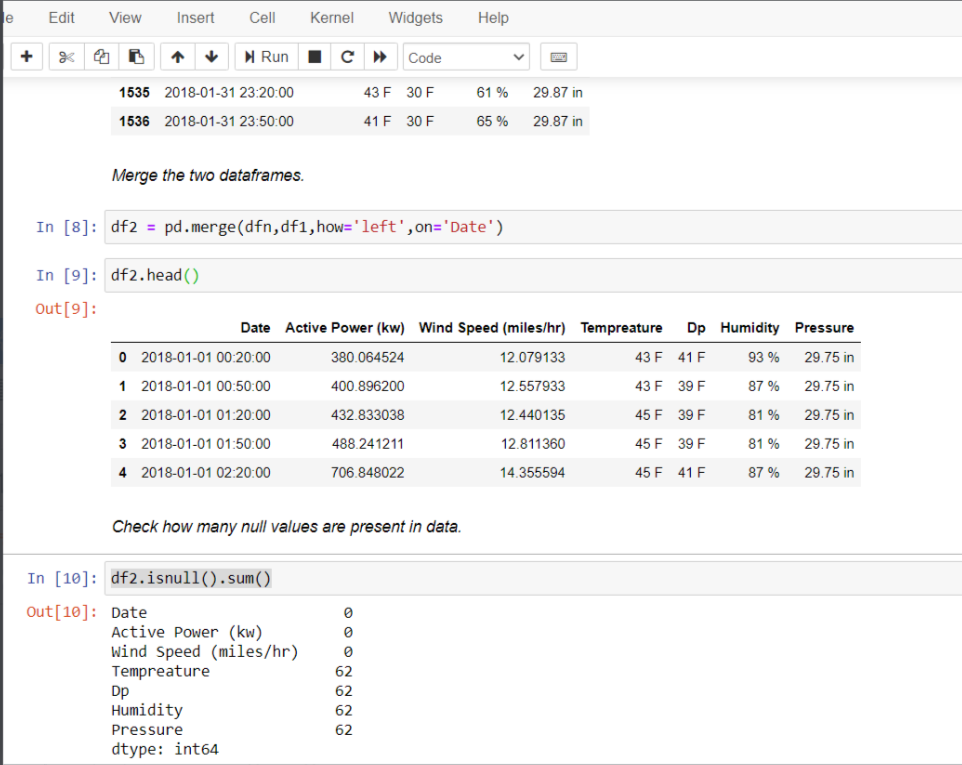 le Edit View Insert Cell Kernel Widgets Help
Run Code
1535 2018-01-31 23:20:00 43 F 30 F 61 % 29.87 in
1536 2018-01-31 23:50:00 41 F 30 F 65 % 29.87 in
Merge the two dataframes.
In [8]: df2 = pd.merge(dfn,df1,how='left',on='Date')
In [9]: df2.head()
Out[9]:
Date Active Power (kw) Wind Speed (miles/hr) Tempreature Dp Humidity Pressure
0 2018-01-01 00:20:00 380.064524 12.079133 43 F 41 F 93 % 29.75 in
1 2018-01-01 00:50:00 400.896200 12.557933 43 F 39 F 87 % 29.75 in
2 2018-01-01 01:20:00 432.833038 12.440135 45 F 39 F 81 % 29.75 in
3 2018-01-01 01:50:00 488.241211 12.811360 45 F 39 F 81 % 29.75 in
4 2018-01-01 02:20:00 706.848022 14.355594 45 F 41 F 87 % 29.75 in
Check how many null values are present in data.
In [10]: df2.isnull().sum()
Out[10]: Date 0
Active Power (kw) 0
Wind Speed (miles/hr) 0
Tempreature 62
Dp 62
Humidity 62
Pressure 62
dtype: int64